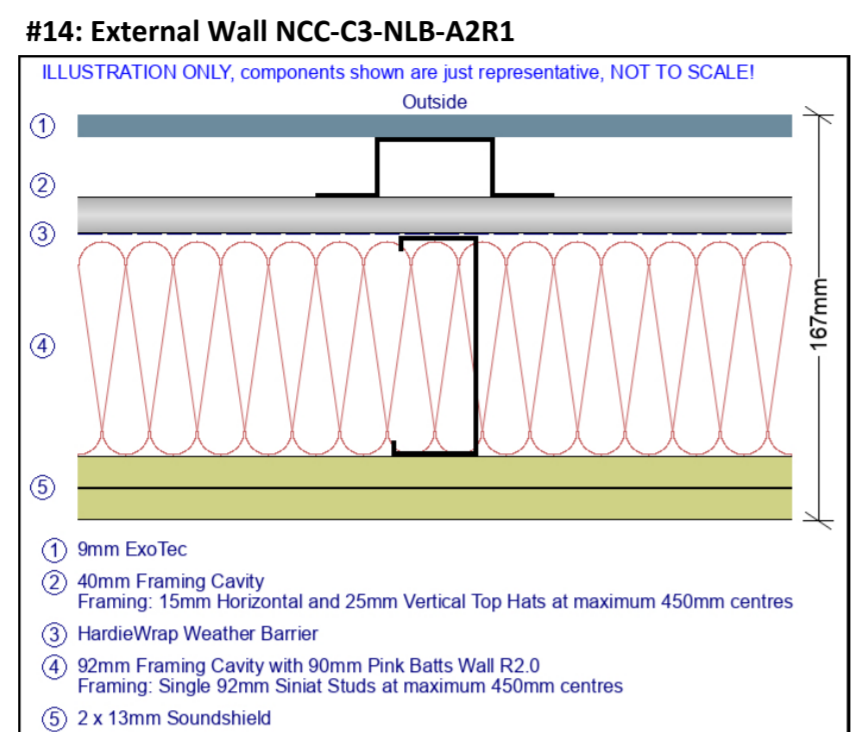 #14: External Wall NCC-C3-NLB-A2R1
ILLUSTRATION ONLY, components shown are just representative, NOT TO SCALE!
Outside
1
2
3
4
5
167mm
1 9mm ExoTec
2 40mm Framing Cavity
Framing: 15mm Horizontal and 25mm Vertical Top Hats at maximum 450mm centres
3 HardieWrap Weather Barrier
4 92mm Framing Cavity with 90mm Pink Batts Wall R2.0
Framing: Single 92mm Siniat Studs at maximum 450mm centres
5 2 x 13mm Soundshield